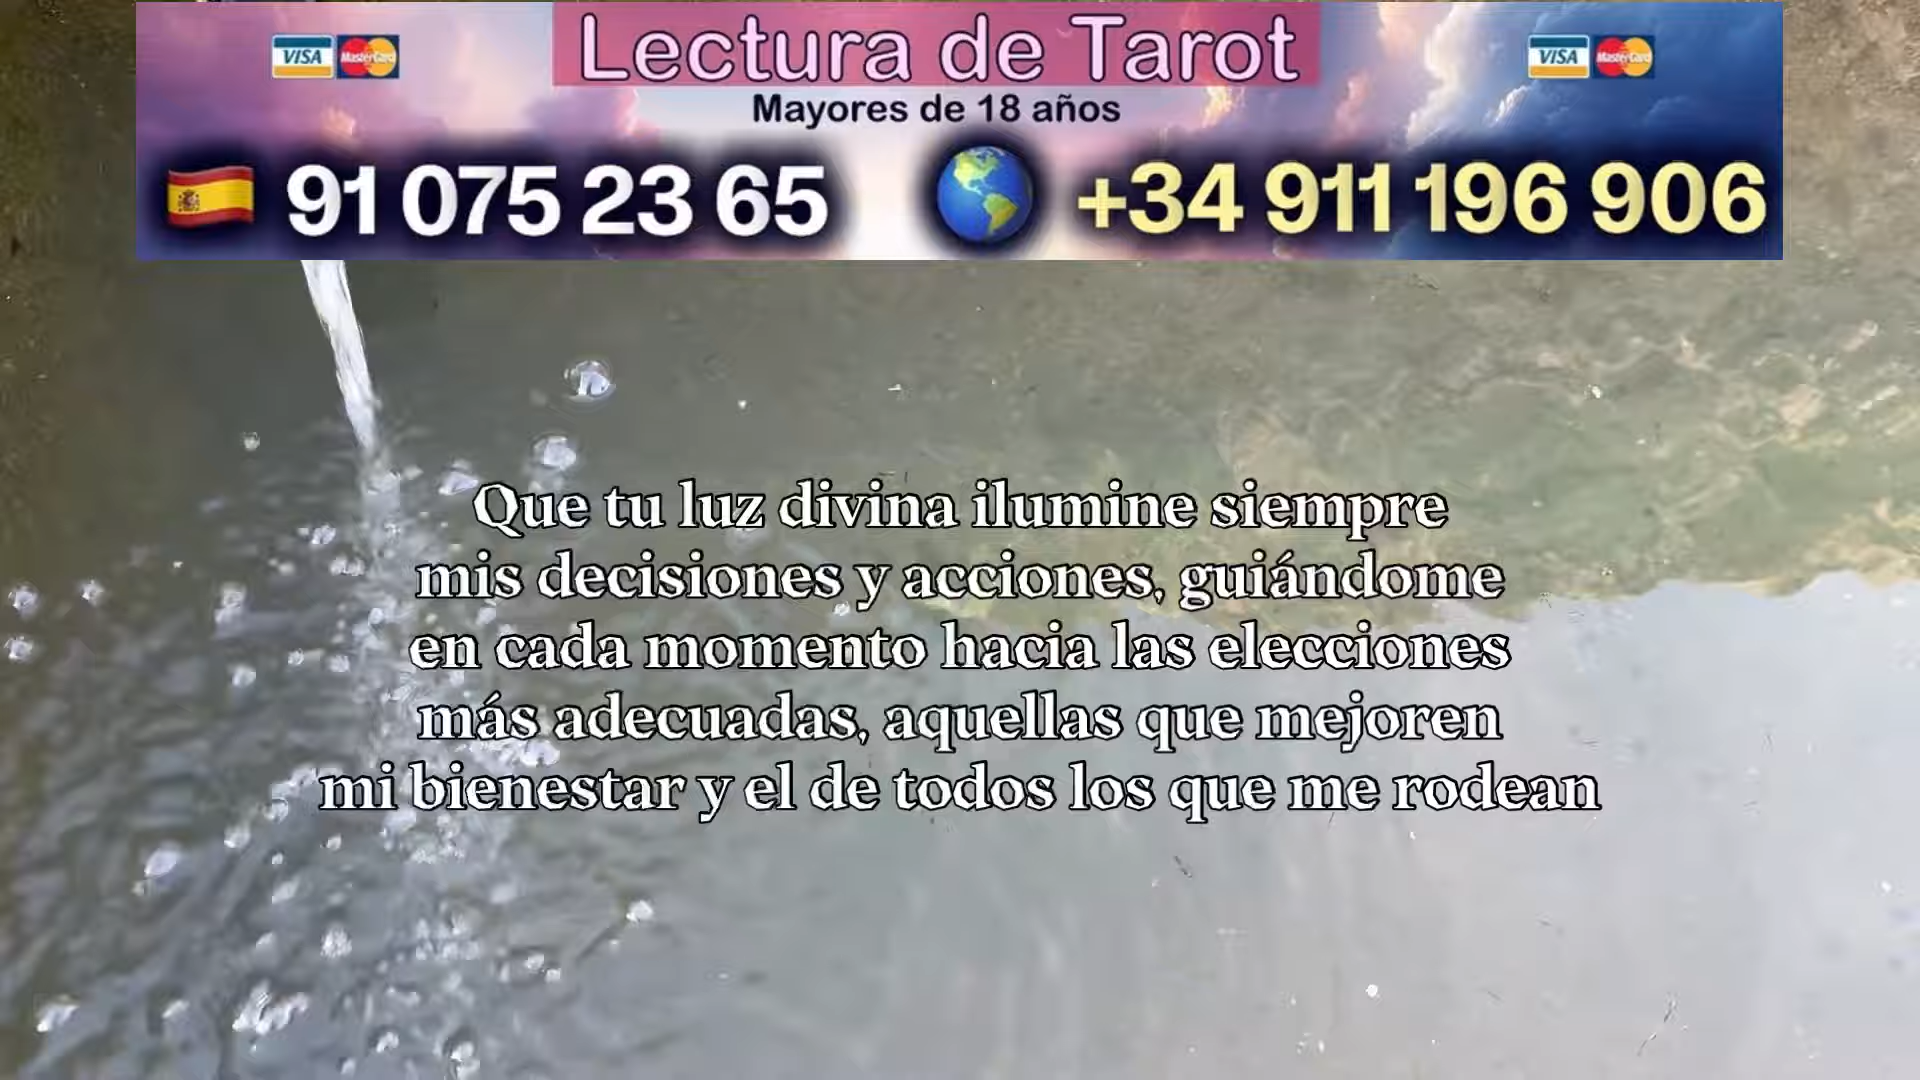 Lectura de Tarot
VISA MasterCard
VISA MasterCard
Mayores de 18 años
91 075 23 65
+34 911 196 906
Que tu luz divina ilumine siempre
mis decisiones y acciones, guiándome
en cada momento hacia las elecciones
más adecuadas, aquellas que mejoren
mi bienestar y el de todos los que me rodean